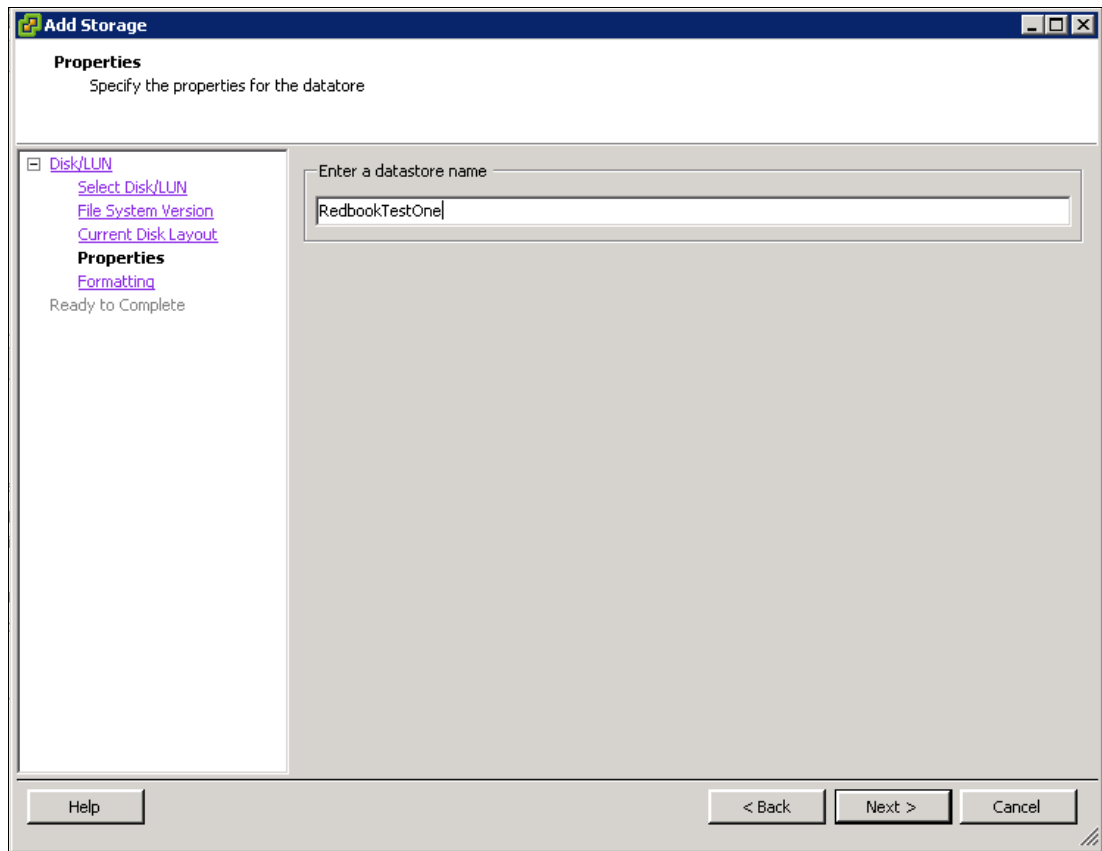 Add Storage
Properties
Specify the properties for the datatore
Disk/LUN
Select Disk/LUN
File System Version
Current Disk Layout
Properties
Formatting
Ready to Complete
Enter a datastore name
RedbookTestOne
Help
< Back
Next >
Cancel